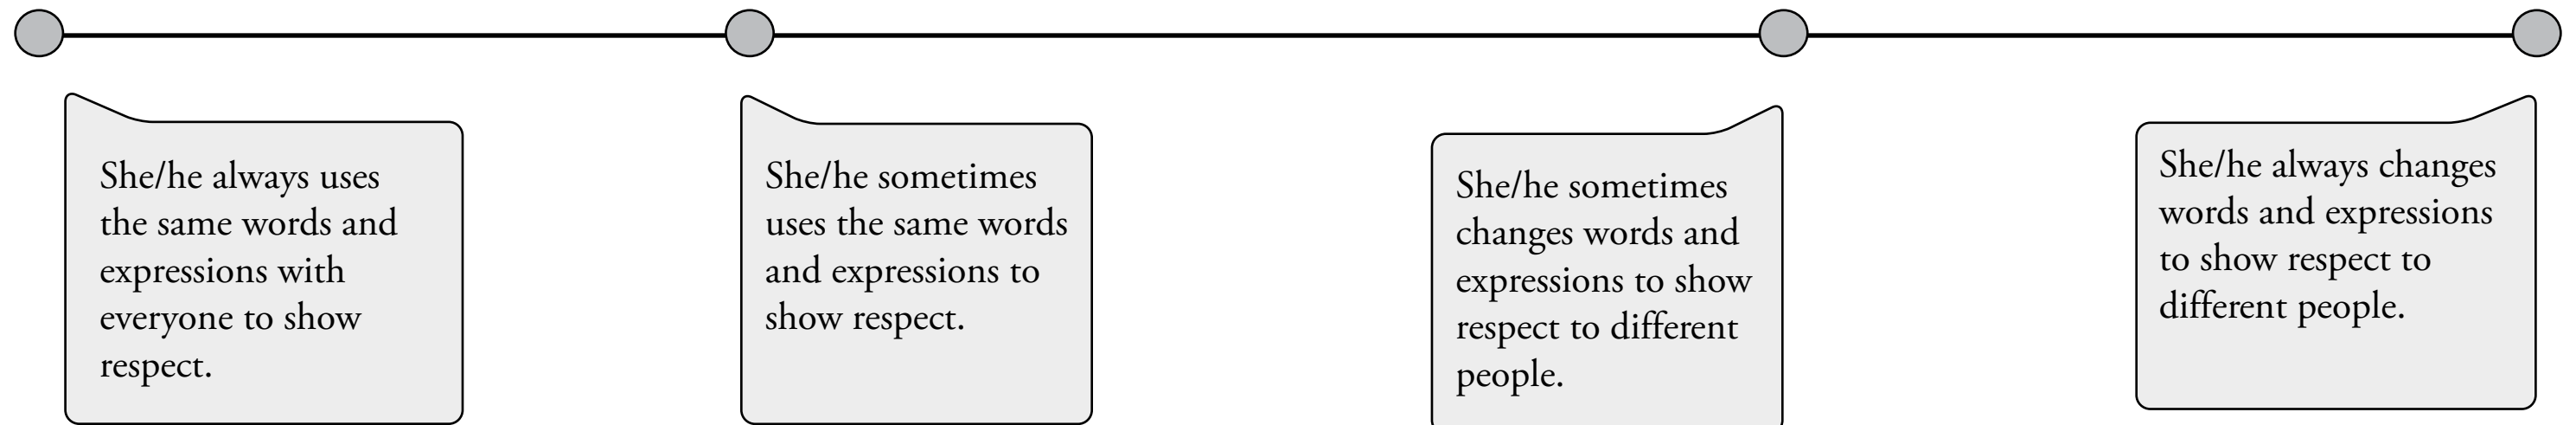 She/he always uses
the same words and
expressions with
everyone to show
respect.
She/he sometimes
uses the same words
and expressions to
show respect.
She/he sometimes
changes words and
expressions to show
respect to different
people.
She/he always changes
words and expressions
to show respect to
different people.